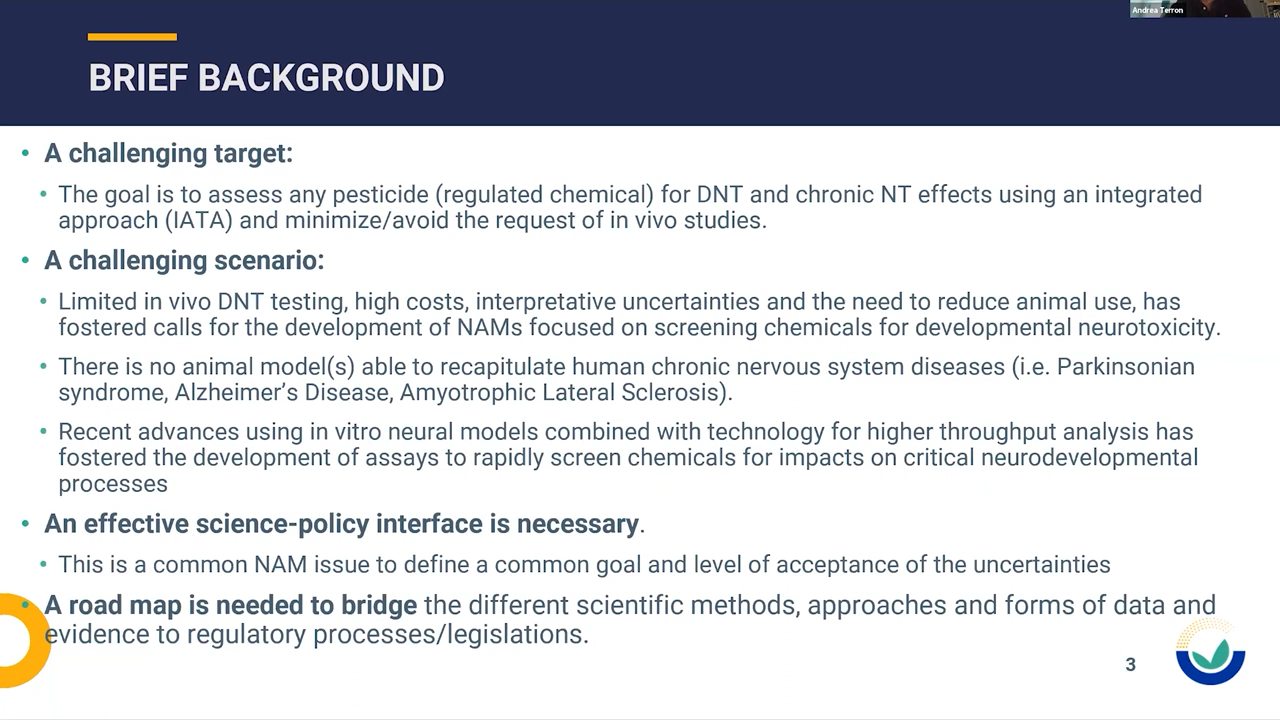 Andrea Terron
BRIEF BACKGROUND
• A challenging target:
• The goal is to assess any pesticide (regulated chemical) for DNT and chronic NT effects using an integrated
approach (IATA) and minimize/avoid the request of in vivo studies.
• A challenging scenario:
• Limited in vivo DNT testing, high costs, interpretative uncertainties and the need to reduce animal use, has
fostered calls for the development of NAMs focused on screening chemicals for developmental neurotoxicity.
• There is no animal model(s) able to recapitulate human chronic nervous system diseases (i.e. Parkinsonian
syndrome, Alzheimer's Disease, Amyotrophic Lateral Sclerosis).
• Recent advances using in vitro neural models combined with technology for higher throughput analysis has
fostered the development of assays to rapidly screen chemicals for impacts on critical neurodevelopmental
processes
• An effective science-policy interface is necessary.
• This is a common NAM issue to define a common goal and level of acceptance of the uncertainties
• A road map is needed to bridge the different scientific methods, approaches and forms of data and
evidence to regulatory processes/legislations.
3